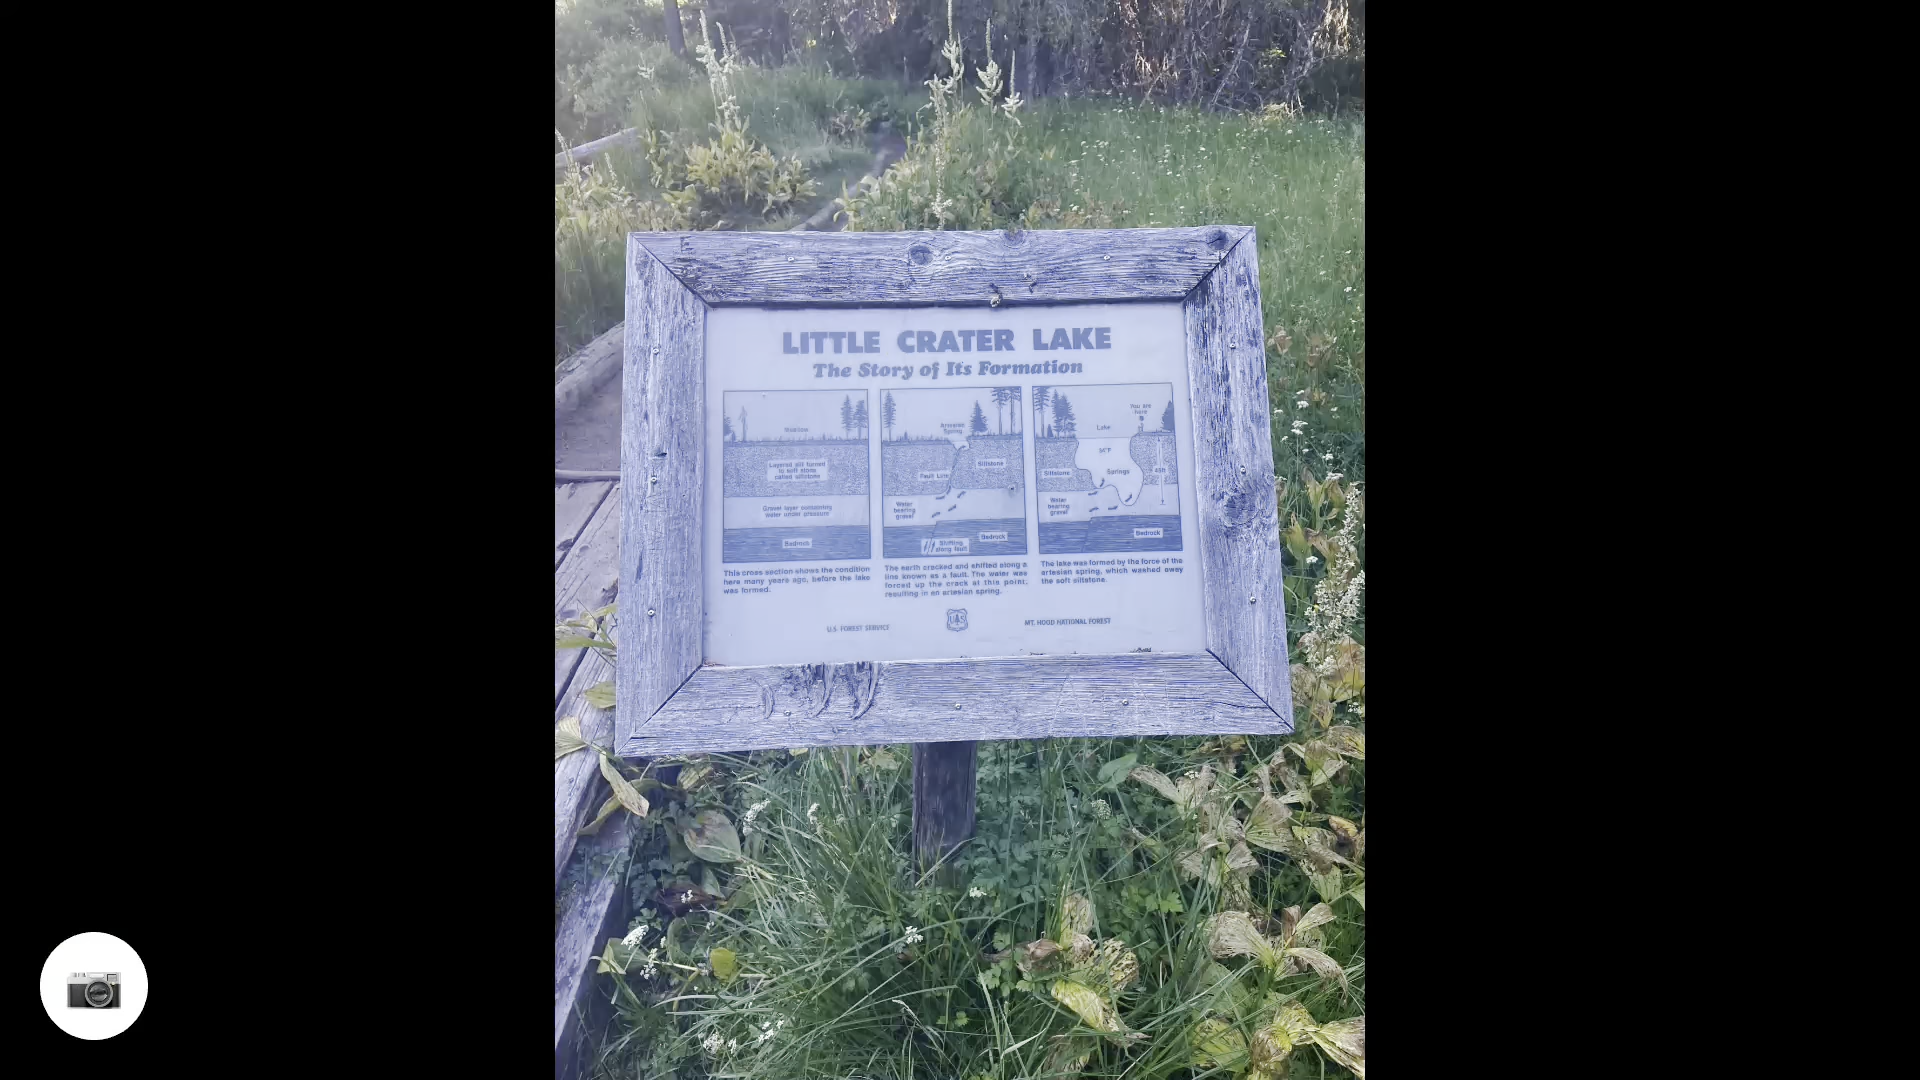 LITTLE CRATER LAKE
The Story of Its Formation
Meadow
Layered silt turned
to soft stone
called siltstone
Gravel layer containing
water under pressure
Bedrock
Artesian
Spring
Siltstone
Fault Line
Water
bearing
gravel
Bedrock
Shifting
along fault
You are
here
Lake
34°F
Siltstone
Springs
45ft
Water
bearing
gravel
Bedrock
This cross section shows the condition
here many years ago, before the lake
was formed.
The earth cracked and shifted along a
line known as a fault. The water was
forced up the crack at this point,
resulting in an artesian spring.
The lake was formed by the force of the
artesian spring, which washed away
the soft siltstone.
U.S. FOREST SERVICE
UAS
MT. HOOD NATIONAL FOREST